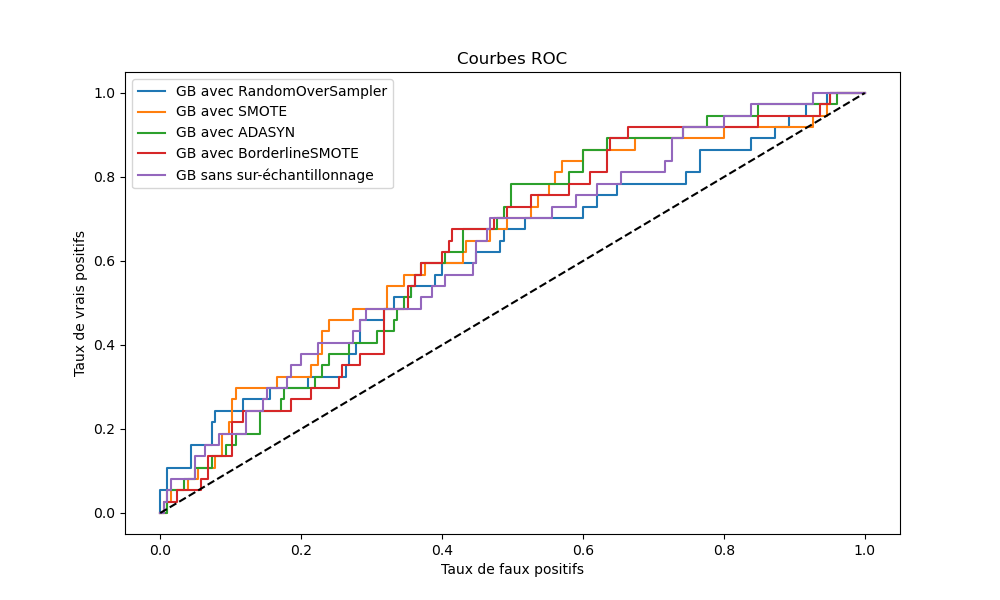 Courbes ROC
GB avec RandomOverSampler
GB avec SMOTE
GB avec ADASYN
GB avec BorderlineSMOTE
GB sans sur-échantillonnage
Taux de vrais positifs
1.0
0.8
0.6
0.4
0.2
0.0
0.0 0.2 0.4 0.6 0.8 1.0
Taux de faux positifs